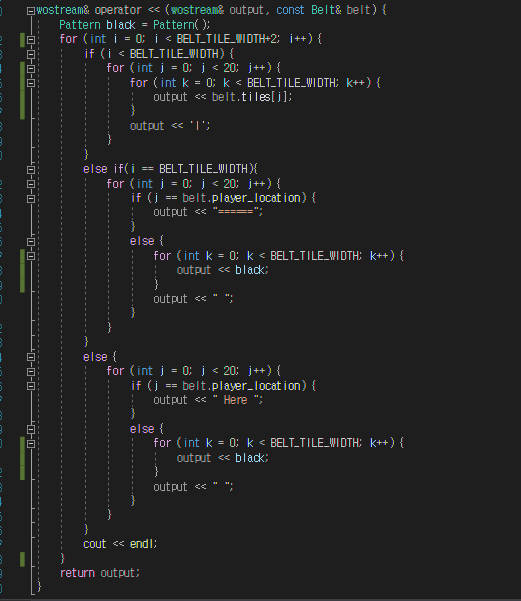 wostream& operator << (wostream& output, const Belt& belt) {
    Pattern black = Pattern();
    for (int i = 0; i < BELT_TILE_WIDTH+2; i++) {
        if (i < BELT_TILE_WIDTH) {
            for (int j = 0; j < 20; j++) {
                for (int k = 0; k < BELT_TILE_WIDTH; k++) {
                    output << belt.tiles[j];
                }
                output << '|';
            }
        }
        else if(i == BELT_TILE_WIDTH){
            for (int j = 0; j < 20; j++) {
                if (j == belt.player_location) {
                    output << "======";
                }
                else {
                    for (int k = 0; k < BELT_TILE_WIDTH; k++) {
                        output << black;
                    }
                    output << " ";
                }
            }
        }
        else {
            for (int j = 0; j < 20; j++) {
                if (j == belt.player_location) {
                    output << " Here ";
                }
                else {
                    for (int k = 0; k < BELT_TILE_WIDTH; k++) {
                        output << black;
                    }
                    output << " ";
                }
            }
        }
        cout << endl;
    }
    return output;
}